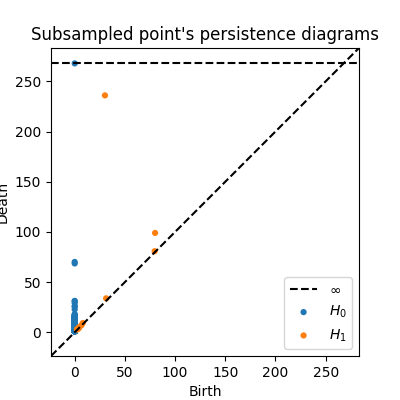 Subsampled point's persistence diagrams
250
200
150
100
50
0
Death
0 50 100 150 200 250
Birth
∞
H₀
H₁